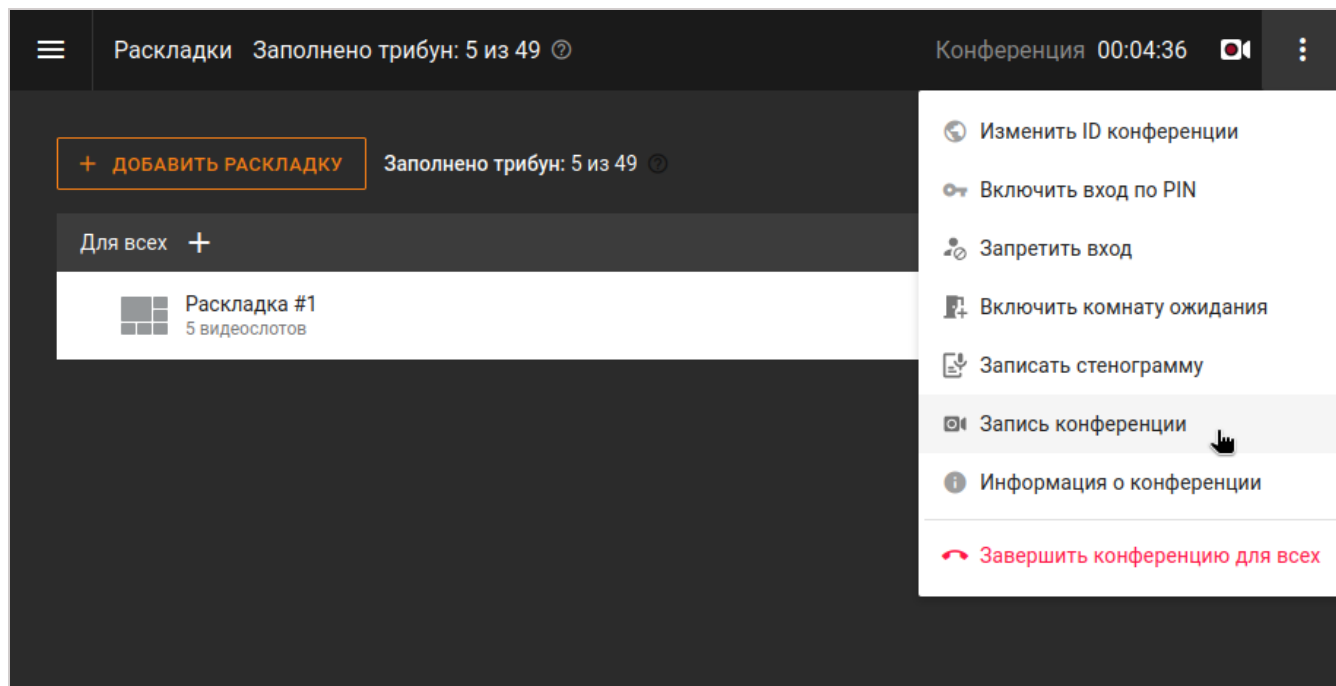 Раскладки Заполнено трибун: 5 из 49 Конференция 00:04:36
+ ДОБАВИТЬ РАСКЛАДКУ Заполнено трибун: 5 из 49
Для всех +
Раскладка #1
5 видеослотов
Изменить ID конференции
Включить вход по PIN
Запретить вход
Включить комнату ожидания
Записать стенограмму
Запись конференции
Информация о конференции
Завершить конференцию для всех